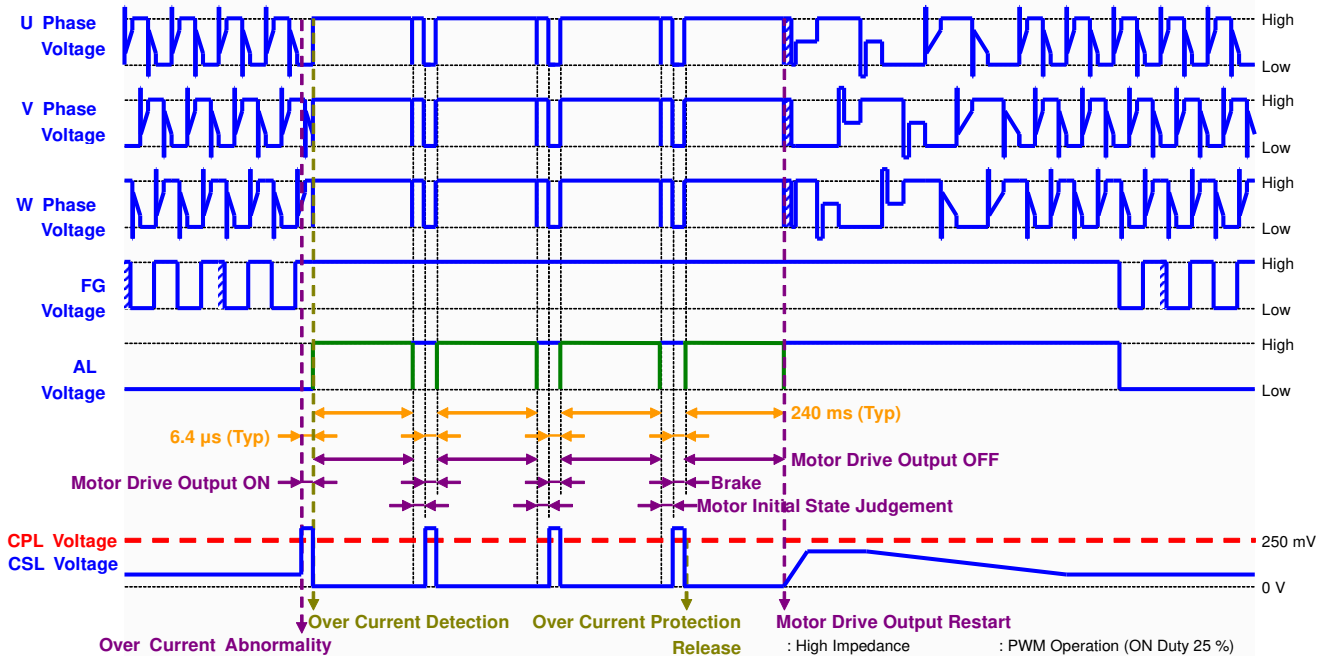 U Phase Voltage
High
Low
V Phase Voltage
High
Low
W Phase Voltage
High
Low
FG Voltage
High
Low
AL Voltage
High
Low
240 ms (Typ)
6.4 µs (Typ)
Motor Drive Output OFF
Motor Drive Output ON
Brake
Motor Initial State Judgement
CPL Voltage
250 mV
CSL Voltage
0 V
Over Current Detection
Over Current Protection Release
Motor Drive Output Restart
Over Current Abnormality
: High Impedance
: PWM Operation (ON Duty 25 %)